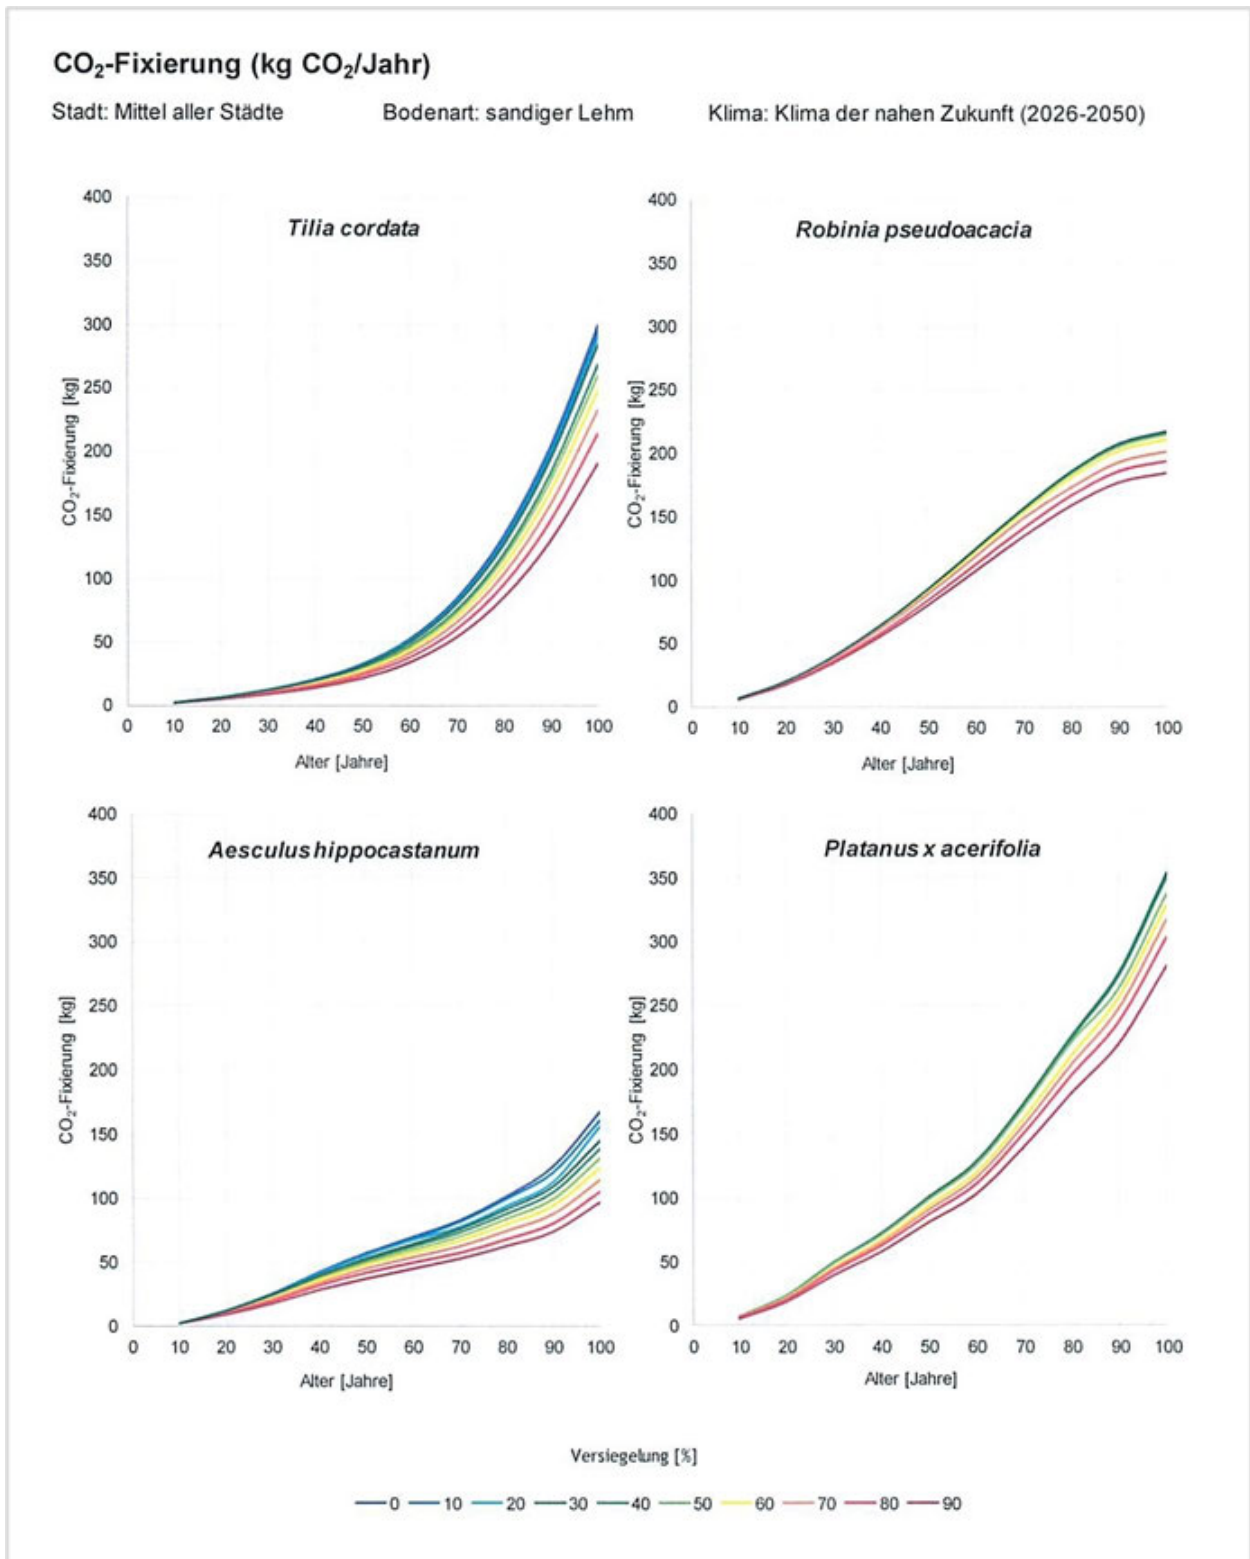 CO₂-Fixierung (kg CO₂/Jahr)
Stadt: Mittel aller Städte Bodenart: sandiger Lehm Klima: Klima der nahen Zukunft (2026-2050)
Tilia cordata
CO₂-Fixierung [kg]
400
350
300
250
200
150
100
50
0
0 10 20 30 40 50 60 70 80 90 100
Alter [Jahre]
Robinia pseudoacacia
CO₂-Fixierung [kg]
400
350
300
250
200
150
100
50
0
0 10 20 30 40 50 60 70 80 90 100
Alter [Jahre]
Aesculus hippocastanum
CO₂-Fixierung [kg]
400
350
300
250
200
150
100
50
0
0 10 20 30 40 50 60 70 80 90 100
Alter [Jahre]
Platanus x acerifolia
CO₂-Fixierung [kg]
400
350
300
250
200
150
100
50
0
0 10 20 30 40 50 60 70 80 90 100
Alter [Jahre]
Versiegelung [%]
0 10 20 30 40 50 60 70 80 90